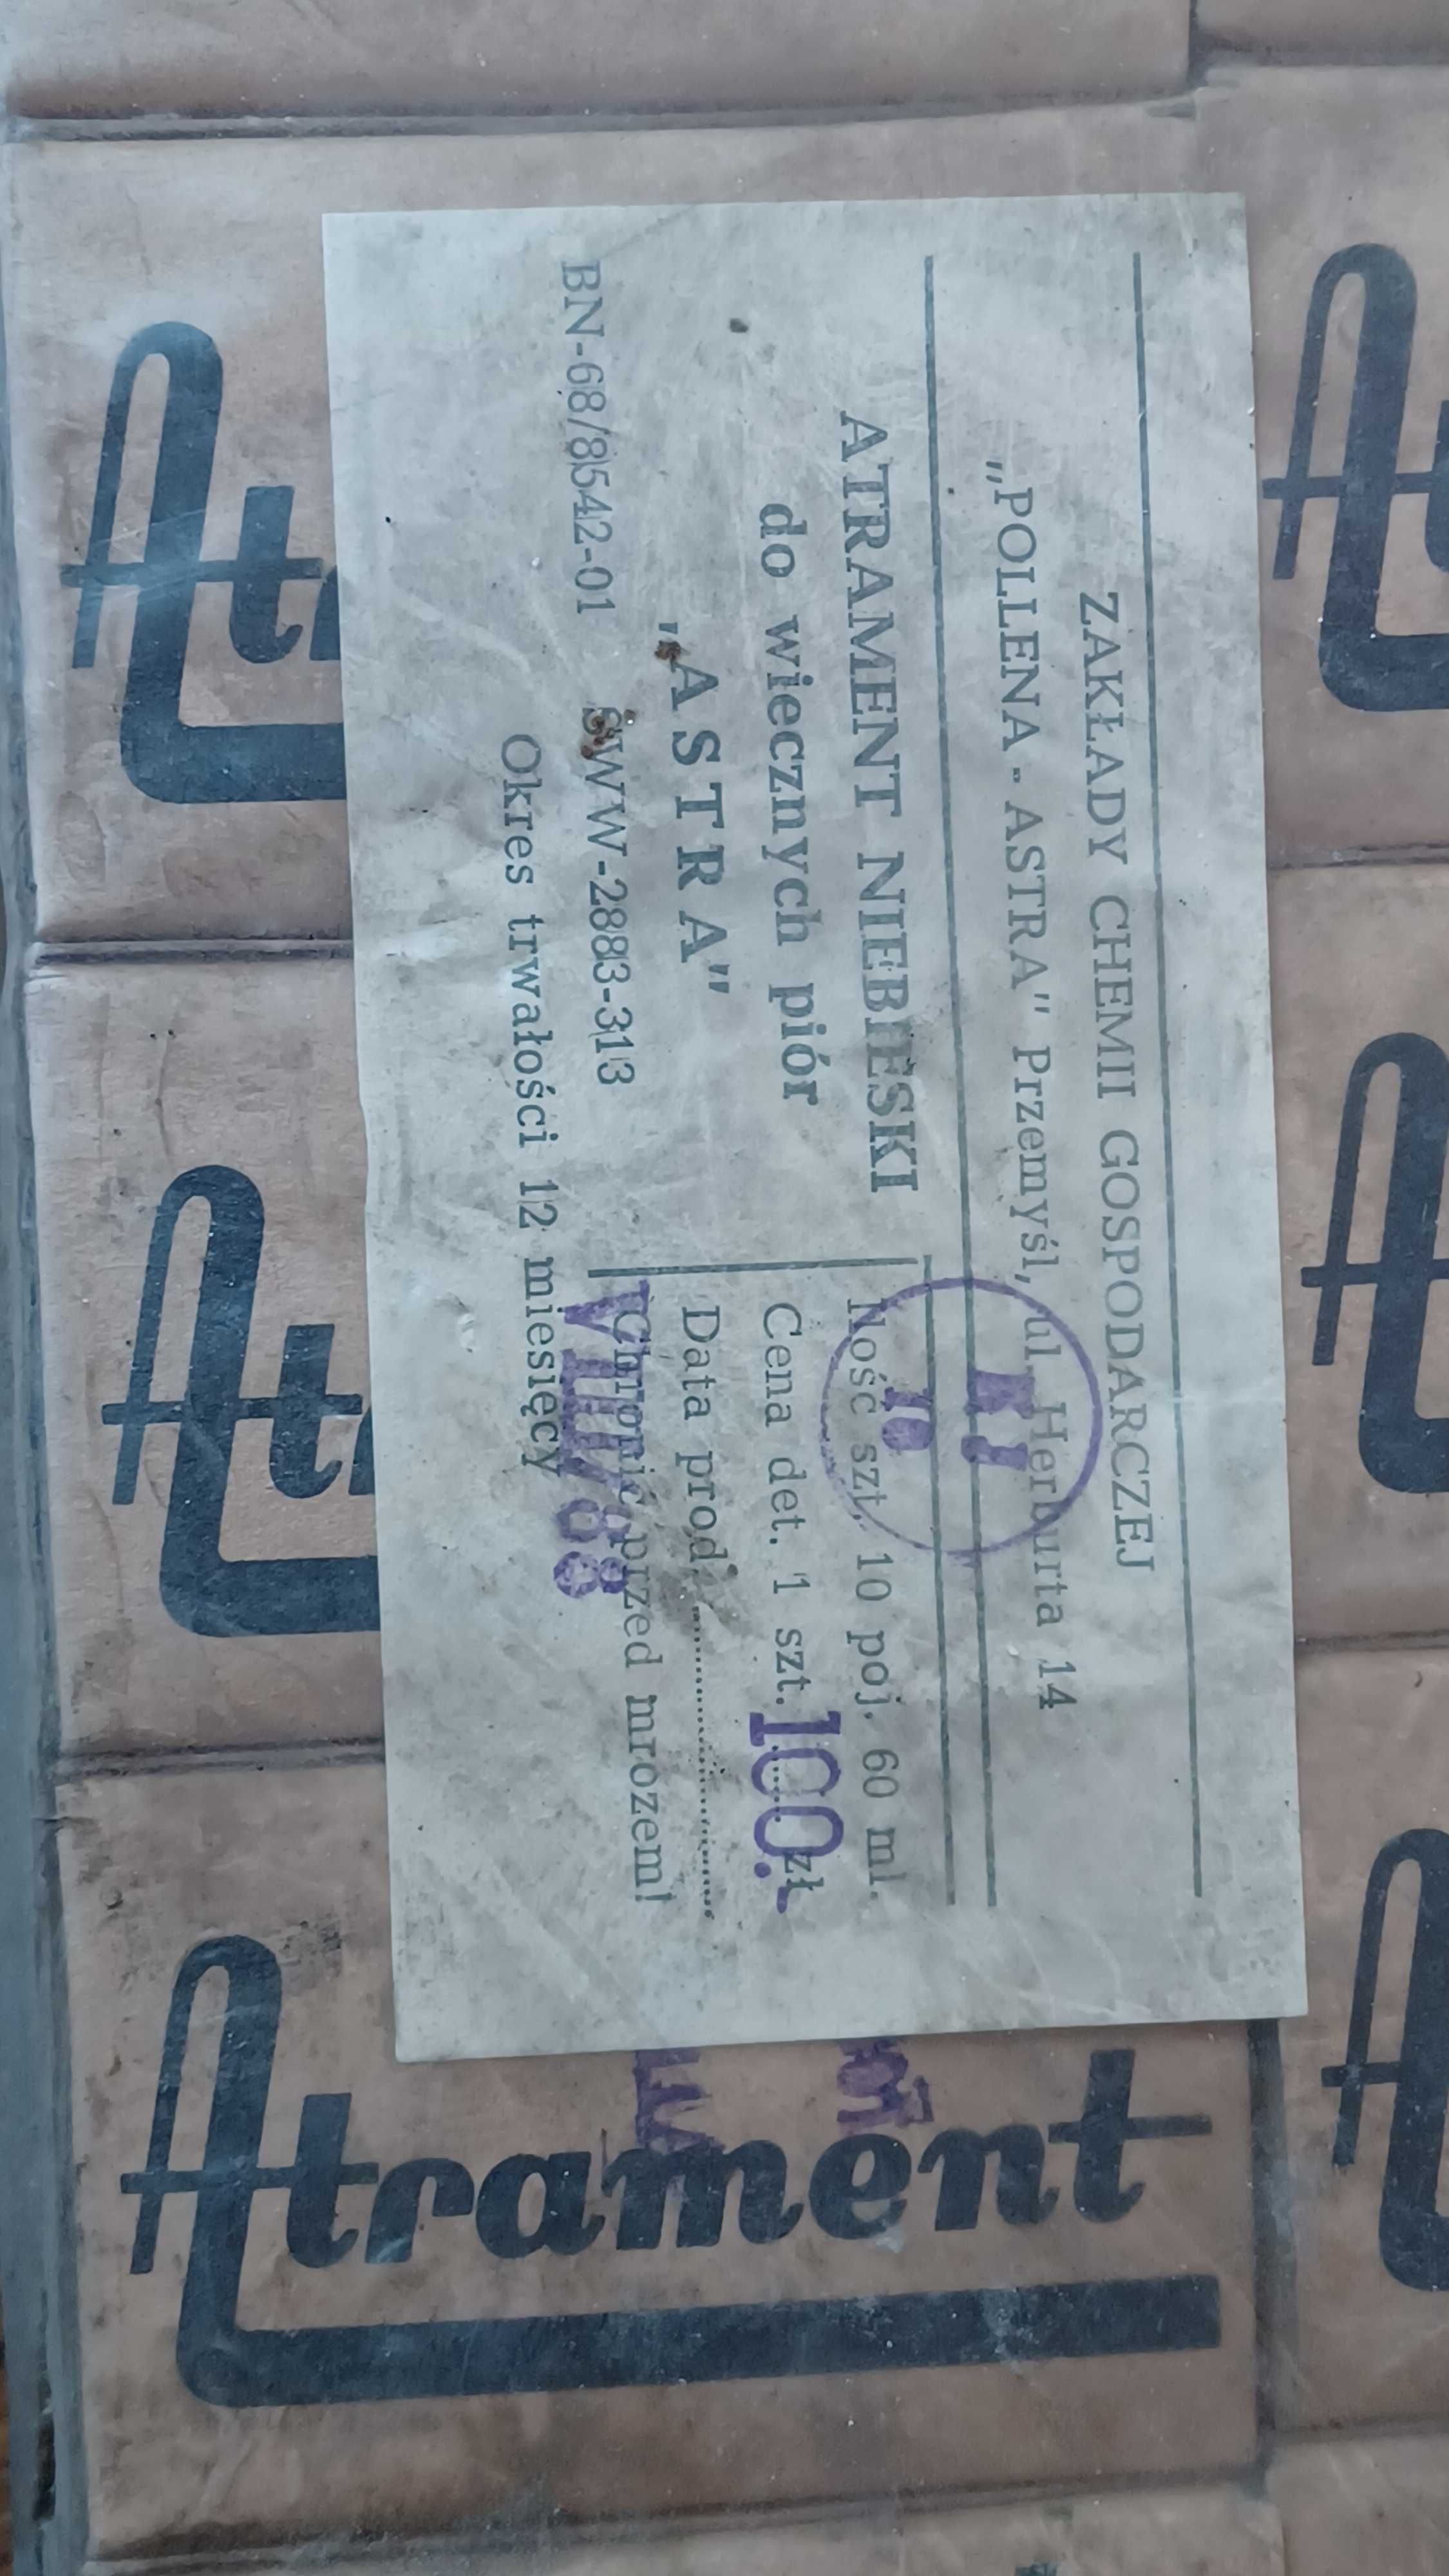 ZAKŁADY CHEMII GOSPODARCZEJ
„POLLENA - ASTRA" Przemyśl, ul. Herburta 14
ATRAMENT NIEBIESKI
do wiecznych piór
„ASTRA"
BN-68/8542-01 SWW-2883-313
Okres trwałości 12 miesięcy
Ilość szt. 10 poj. 60 ml.
Cena det. 1 szt. 100.- zł
Data prod.
Chronić przed mrozem!
VIII/88
Atrament